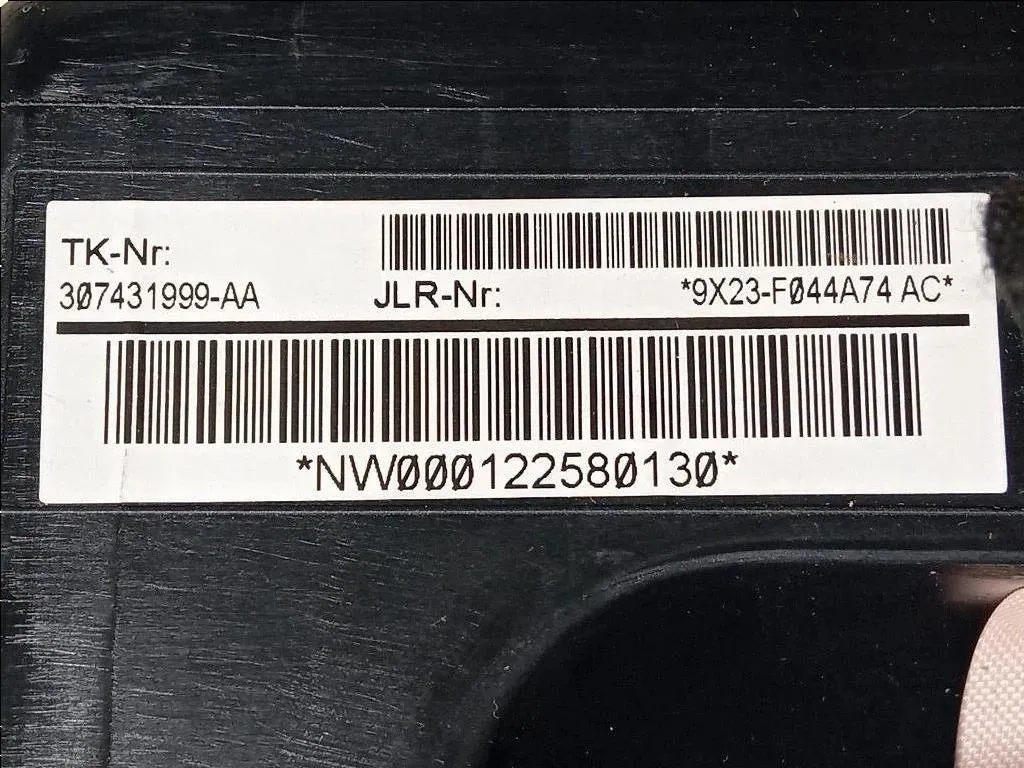 TK-Nr:
307431999-AA
JLR-Nr: *9X23-F044A74 AC*
*NW000122580130*